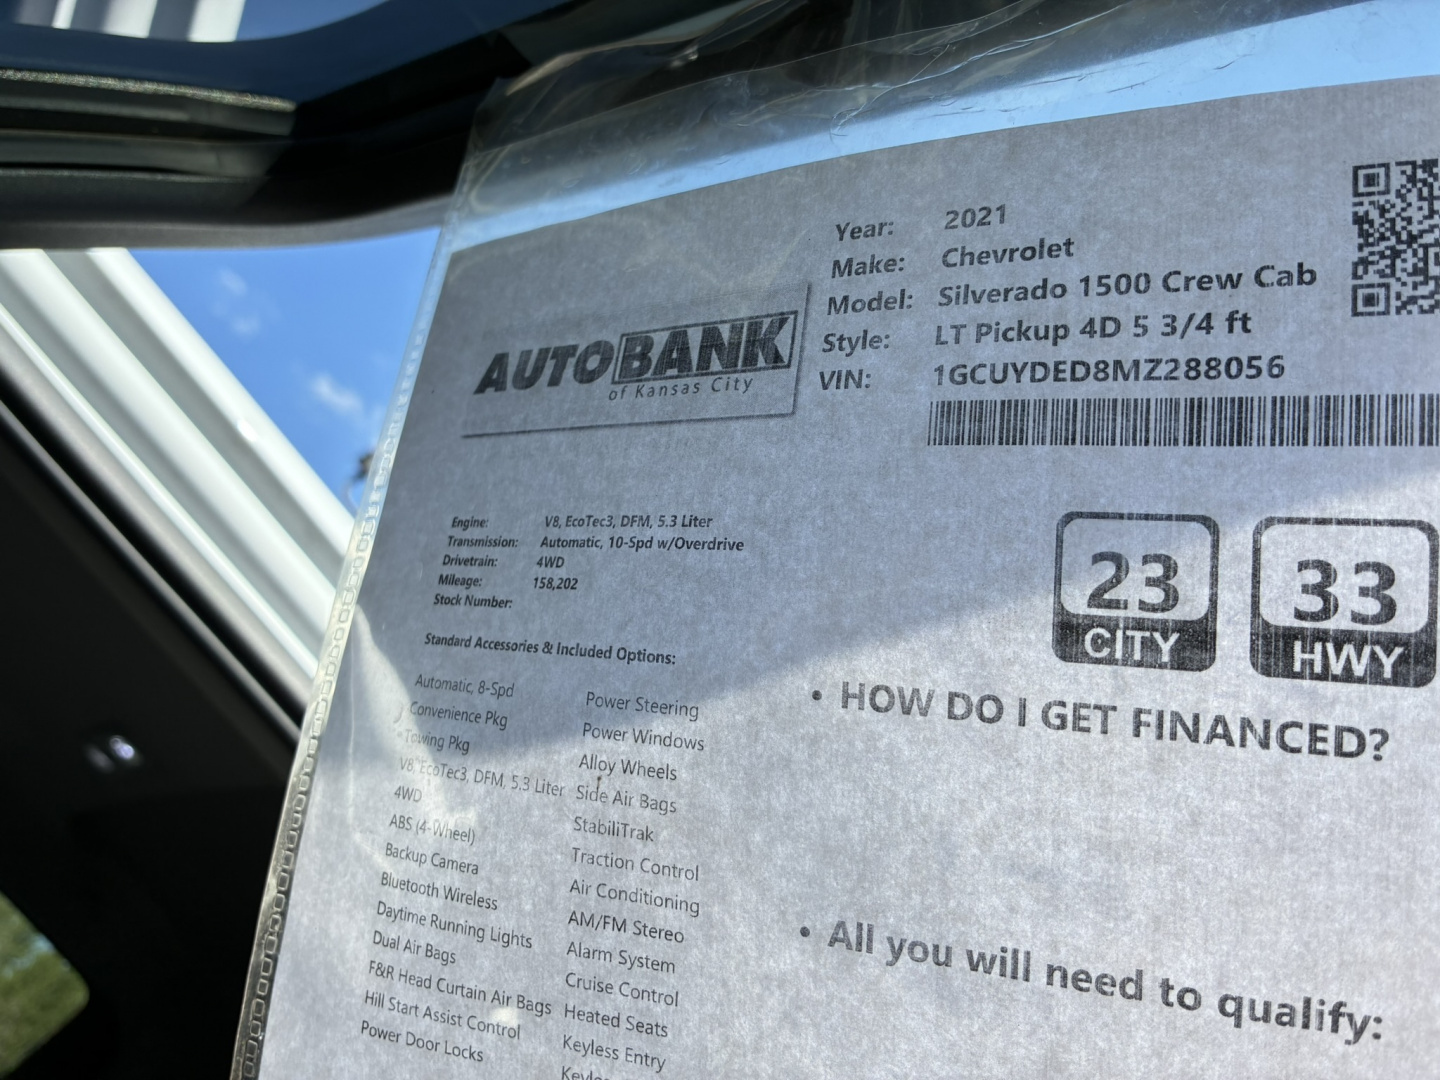 AUTOBANK
of Kansas City
Year: 2021
Make: Chevrolet
Model: Silverado 1500 Crew Cab
Style: LT Pickup 4D 5 3/4 ft
VIN: 1GCUYDED8MZ288056
Engine: V8, EcoTec3, DFM, 5.3 Liter
Transmission: Automatic, 10-Spd w/Overdrive
Drivetrain: 4WD
Mileage: 158,202
Stock Number:
Standard Accessories & Included Options:
Automatic, 8-Spd
Convenience Pkg
Towing Pkg
V8, EcoTec3, DFM, 5.3 Liter
4WD
ABS (4-Wheel)
Backup Camera
Bluetooth Wireless
Daytime Running Lights
Dual Air Bags
F&R Head Curtain Air Bags
Hill Start Assist Control
Power Door Locks
Power Steering
Power Windows
Alloy Wheels
Side Air Bags
StabiliTrak
Traction Control
Air Conditioning
AM/FM Stereo
Alarm System
Cruise Control
Heated Seats
Keyless Entry
23 CITY
33 HWY
• HOW DO I GET FINANCED?
• All you will need to qualify: